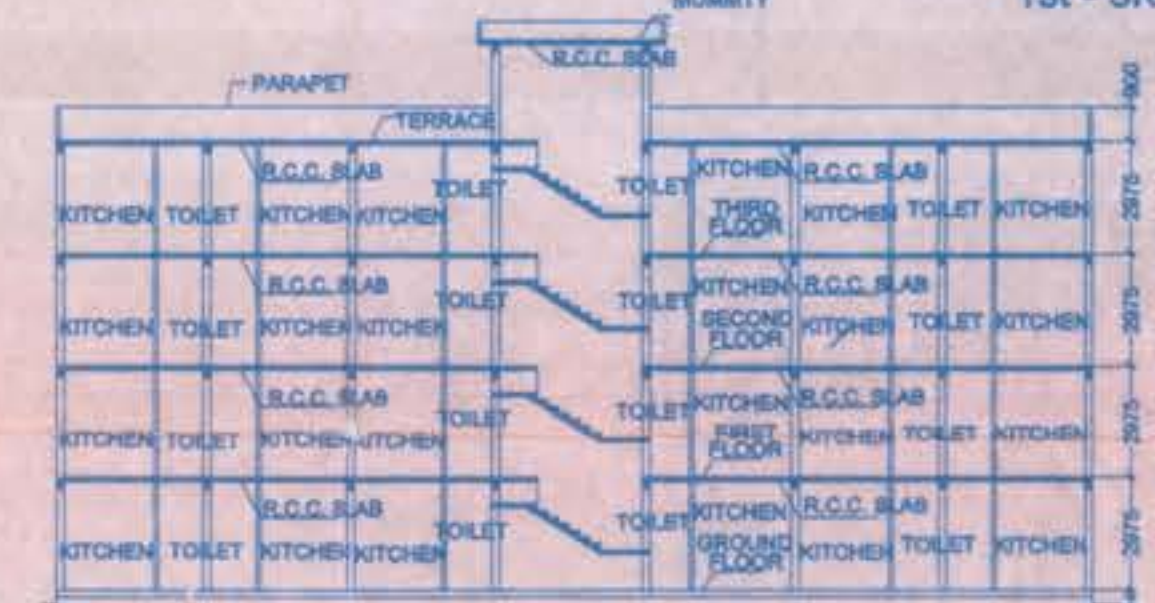 MUMMTY
R.C.C. SLAB
PARAPET
TERRACE
900
R.C.C. SLAB
TOILET
TOILET
KITCHEN
R.C.C. SLAB
KITCHEN TOILET KITCHEN KITCHEN
THIRD
FLOOR
KITCHEN TOILET KITCHEN
2975
R.C.C. SLAB
TOILET
TOILET
KITCHEN
R.C.C. SLAB
KITCHEN TOILET KITCHEN KITCHEN
SECOND
FLOOR
KITCHEN TOILET KITCHEN
2975
R.C.C. SLAB
TOILET
TOILET
KITCHEN
R.C.C. SLAB
KITCHEN TOILET KITCHEN KITCHEN
FIRST
FLOOR
KITCHEN TOILET KITCHEN
2975
R.C.C. SLAB
TOILET
TOILET
KITCHEN
R.C.C. SLAB
KITCHEN TOILET KITCHEN KITCHEN
GROUND
FLOOR
KITCHEN TOILET KITCHEN
2975